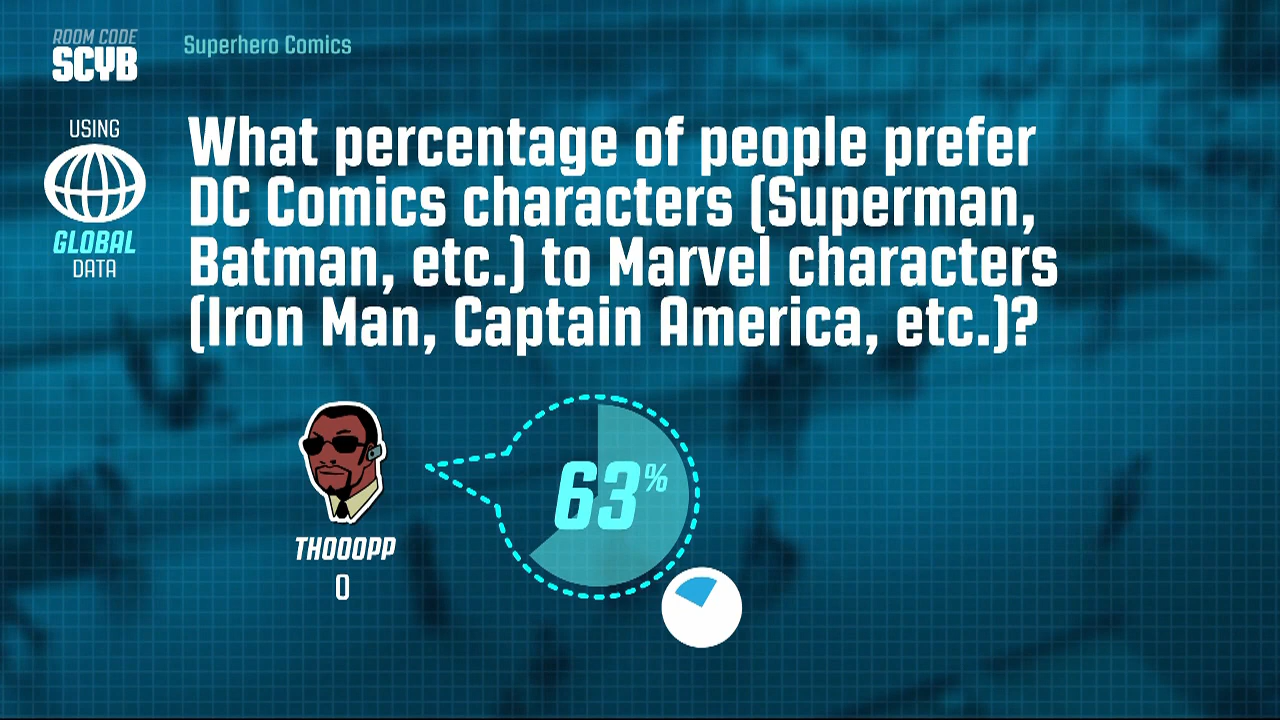 ROOM CODE
SCYB
Superhero Comics
USING
GLOBAL
DATA
What percentage of people prefer
DC Comics characters (Superman,
Batman, etc.) to Marvel characters
(Iron Man, Captain America, etc.)?
63%
THOOOPP
0